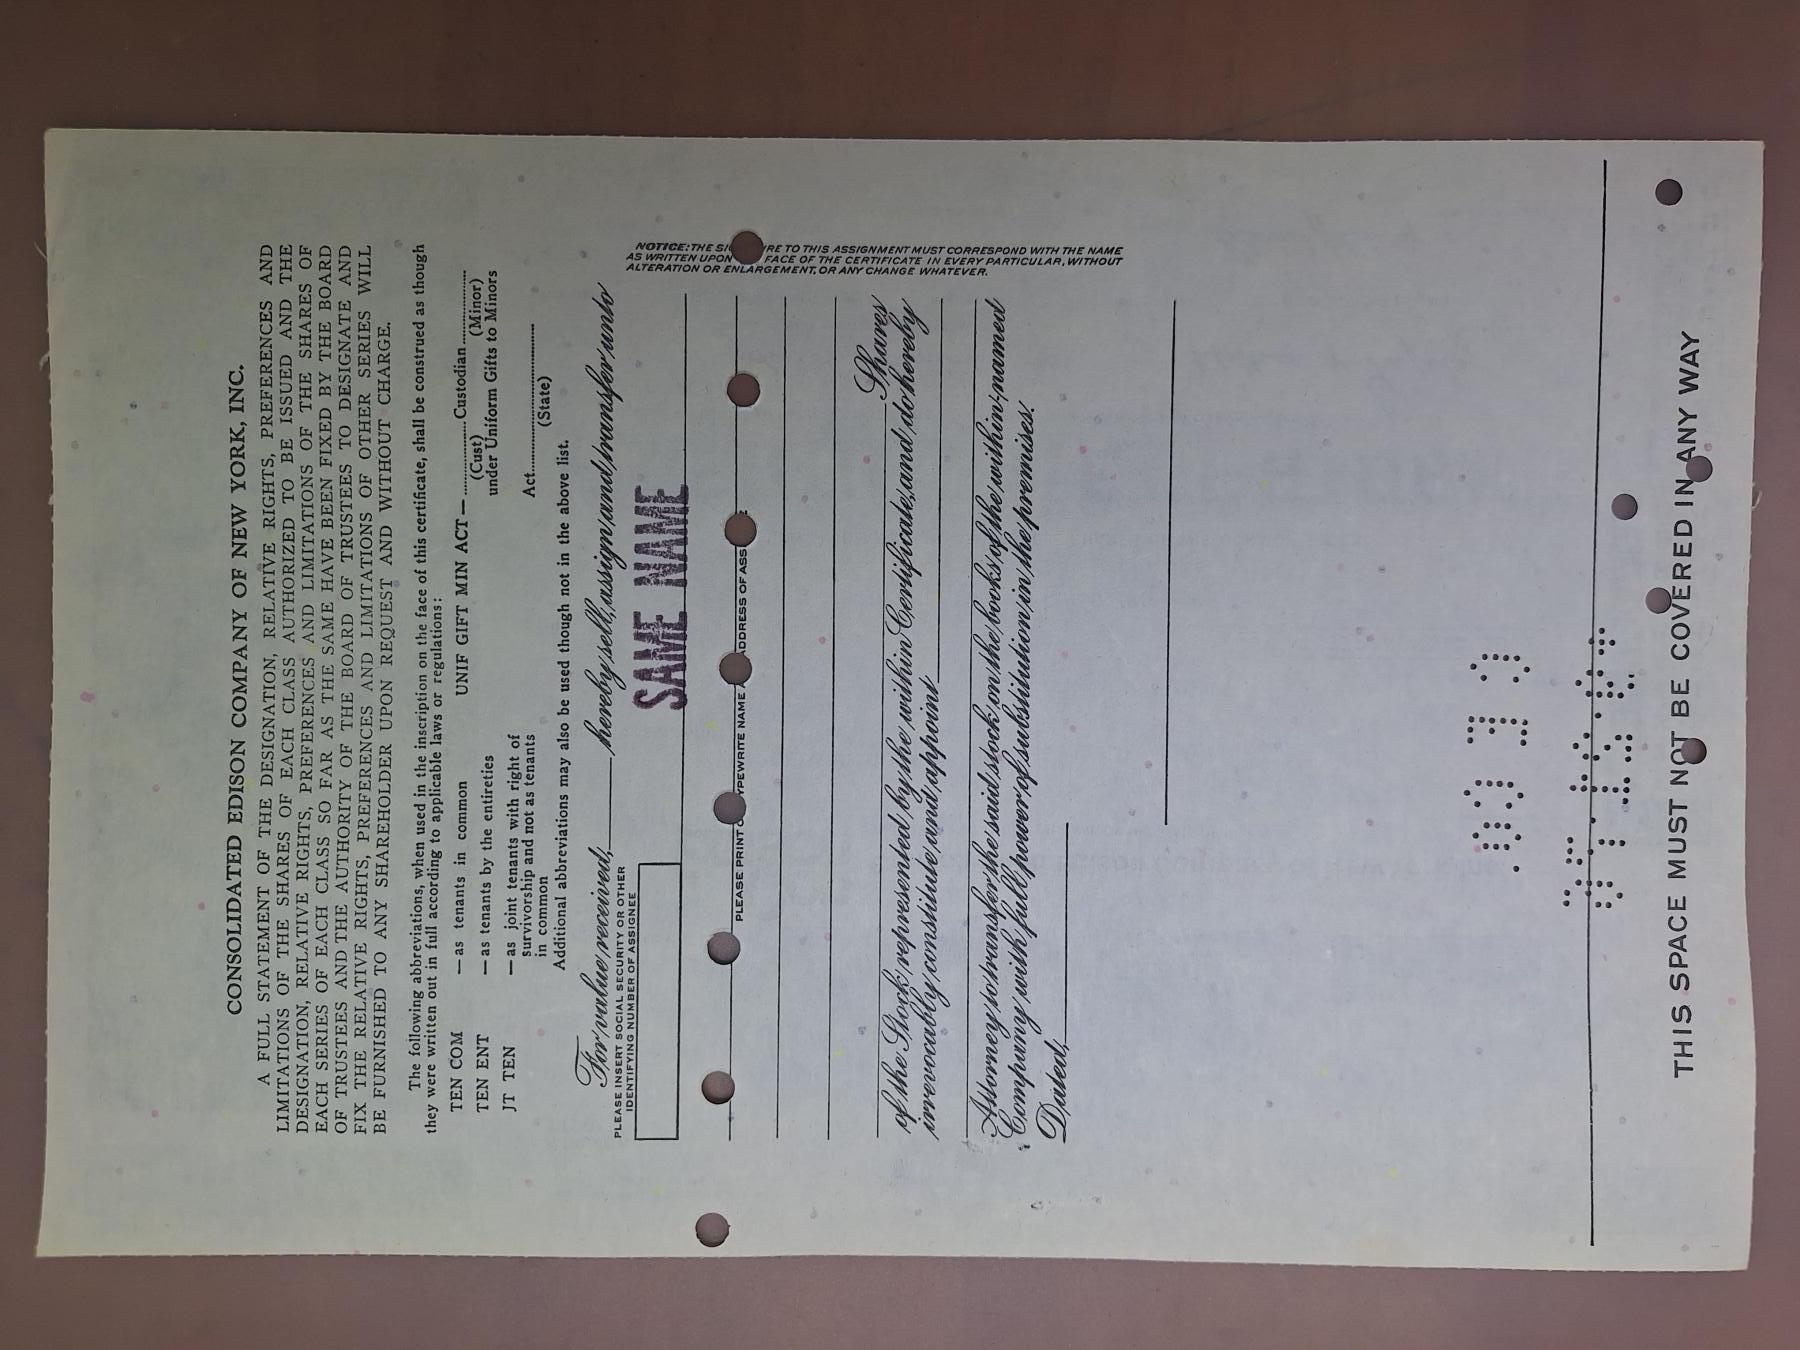 CONSOLIDATED EDISON COMPANY OF NEW YORK, INC.
A FULL STATEMENT OF THE DESIGNATION, RELATIVE RIGHTS, PREFERENCES AND
LIMITATIONS OF THE SHARES OF EACH CLASS AUTHORIZED TO BE ISSUED AND THE
DESIGNATION, RELATIVE RIGHTS, PREFERENCES AND LIMITATIONS OF THE SHARES OF
EACH SERIES OF EACH CLASS SO FAR AS THE SAME HAVE BEEN FIXED BY THE BOARD
OF TRUSTEES AND THE AUTHORITY OF THE BOARD OF TRUSTEES TO DESIGNATE AND
FIX THE RELATIVE RIGHTS, PREFERENCES AND LIMITATIONS OF OTHER SERIES WILL
BE FURNISHED TO ANY SHAREHOLDER UPON REQUEST AND WITHOUT CHARGE.
The following abbreviations, when used in the inscription on the face of this certificate, shall be construed as though
they were written out in full according to applicable laws or regulations:
TEN COM — as tenants in common UNIF GIFT MIN ACT — ............ Custodian ............
(Cust) (Minor)
TEN ENT — as tenants by the entireties under Uniform Gifts to Minors
JT TEN — as joint tenants with right of
survivorship and not as tenants Act........................
in common (State)
Additional abbreviations may also be used though not in the above list.
For value received, ______ hereby sell, assign and transfer unto
PLEASE INSERT SOCIAL SECURITY OR OTHER
IDENTIFYING NUMBER OF ASSIGNEE
SAME NAME
PLEASE PRINT O YPEWRITE NAME A DDRESS OF ASS
Shares
of the Stock represented by the within Certificate, and do hereby
irrevocably constitute and appoint
Attorney to transfer the said stock on the books of the within-named
Company with full power of substitution in the premises.
Dated,
NOTICE: THE SI RE TO THIS ASSIGNMENT MUST CORRESPOND WITH THE NAME
AS WRITTEN UPON FACE OF THE CERTIFICATE IN EVERY PARTICULAR, WITHOUT
ALTERATION OR ENLARGEMENT, OR ANY CHANGE WHATEVER.
THIS SPACE MUST NOT BE COVERED IN ANY WAY